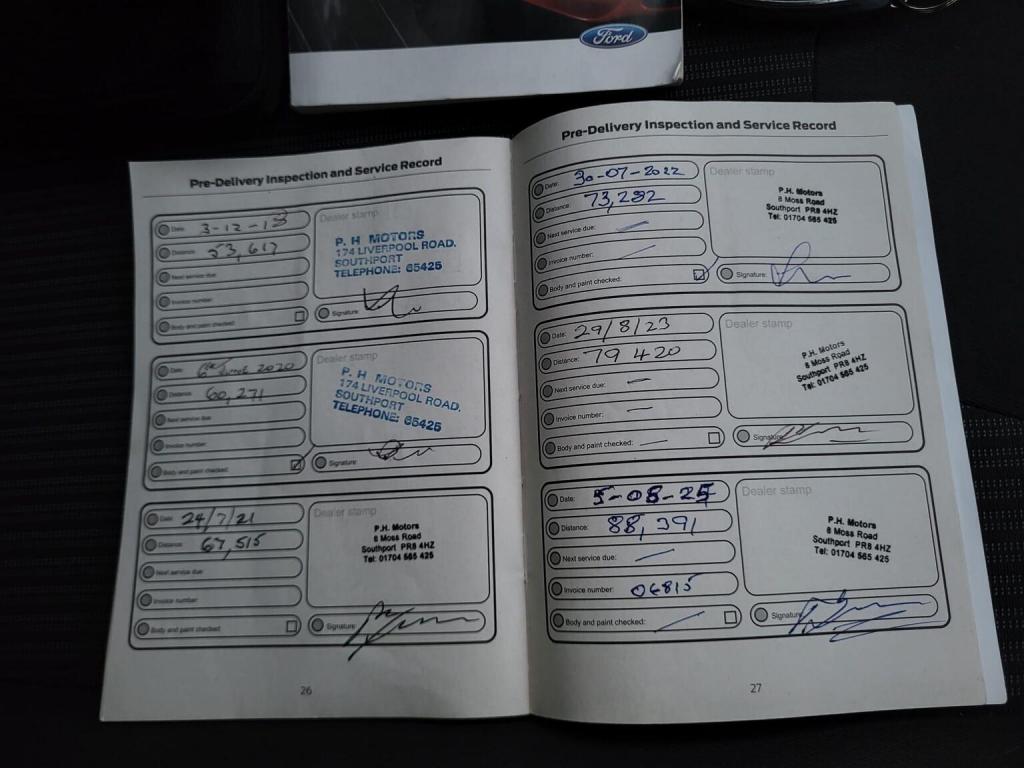 Ford
Pre-Delivery Inspection and Service Record
Date: 3-12-13
Distance: 53,617
Next service due:
Invoice number:
Body and paint checked:
Dealer stamp
P. H MOTORS
174 LIVERPOOL ROAD,
SOUTHPORT
TELEPHONE: 65425
Signature:
Date: 2020
Distance: 60,271
Next service due:
Invoice number:
Body and paint checked:
Dealer stamp
P. H MOTORS
174 LIVERPOOL ROAD,
SOUTHPORT
TELEPHONE: 65425
Signature:
Date: 24/7/21
Distance: 67,515
Next service due:
Invoice number:
Body and paint checked:
Dealer stamp
P.H. Motors
8 Moss Road
Southport PR8 4HZ
Tel: 01704 565 425
Signature:
26
Pre-Delivery Inspection and Service Record
Date: 30-07-2022
Distance: 73,232
Next service due:
Invoice number:
Body and paint checked:
Dealer stamp
P.H. Motors
8 Moss Road
Southport PR8 4HZ
Tel: 01704 565 425
Signature:
Date: 29/8/23
Distance: 79 420
Next service due:
Invoice number:
Body and paint checked:
Dealer stamp
P.H. Motors
8 Moss Road
Southport PR8 4HZ
Tel: 01704 565 425
Signature:
Date: 5-08-25
Distance: 88,391
Next service due:
Invoice number: 06815
Body and paint checked:
Dealer stamp
P.H. Motors
8 Moss Road
Southport PR8 4HZ
Tel: 01704 565 425
Signature:
27